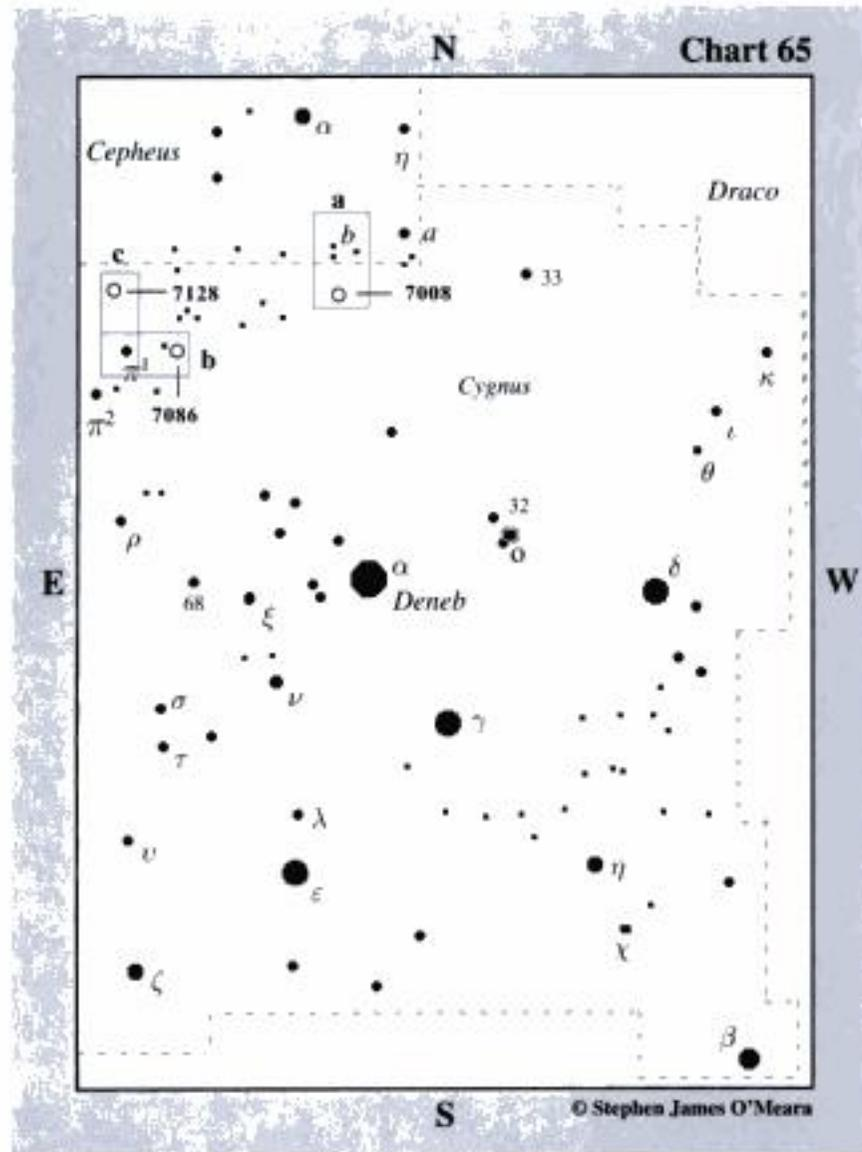 N
Chart 65
α
Cepheus
η
Draco
a
b
a
c
33
7128
7008
π¹
b
κ
Cygnus
7086
π²
ι
θ
32
ρ
o
E
α
δ
W
68
ξ
Deneb
σ
ν
γ
τ
λ
υ
η
ε
χ
ζ
β
S
© Stephen James O'Meara